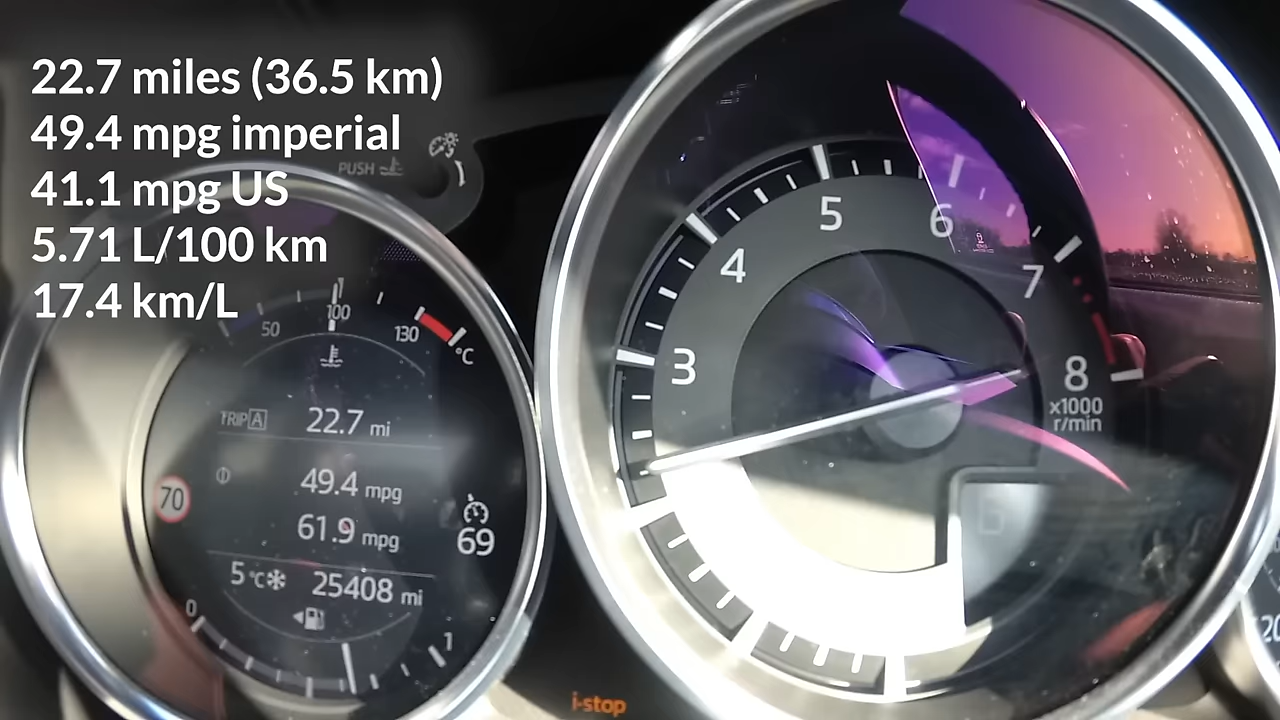 22.7 miles (36.5 km)
49.4 mpg imperial
41.1 mpg US
5.71 L/100 km
17.4 km/L
PUSH
50
100
130
°C
TRIP A
22.7 mi
49.4 mpg
61.9 mpg
70
69
5 °C
25408 mi
0
1
i-stop
3
4
5
6
7
8
x1000
r/min
6
20